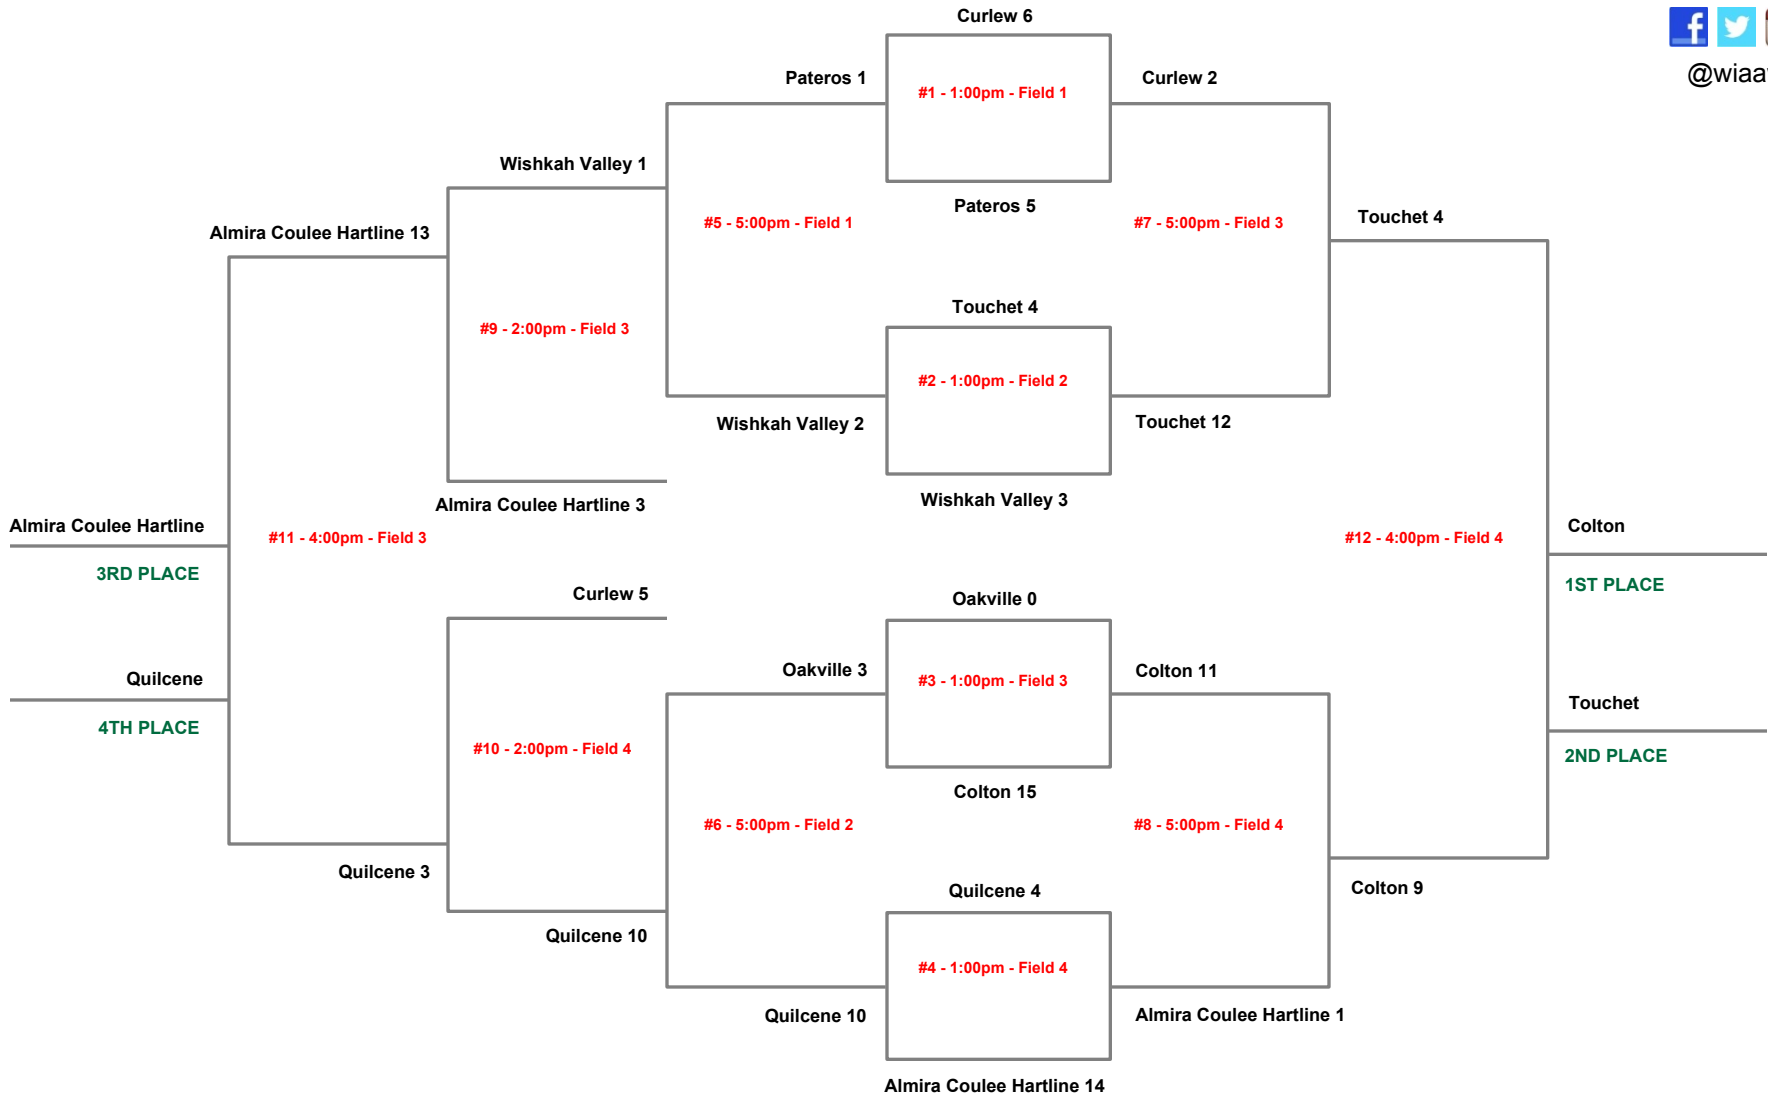 Curlew 6
Pateros 1
#1 - 1:00pm - Field 1
Curlew 2
@wiaa
Wishkah Valley 1
Pateros 5
Almira Coulee Hartline 13
#5 - 5:00pm - Field 1
#7 - 5:00pm - Field 3
Touchet 4
Touchet 4
#9 - 2:00pm - Field 3
#2 - 1:00pm - Field 2
Wishkah Valley 2
Touchet 12
Almira Coulee Hartline 3
Wishkah Valley 3
Almira Coulee Hartline
#11 - 4:00pm - Field 3
#12 - 4:00pm - Field 4
Colton
3RD PLACE
1ST PLACE
Curlew 5
Oakville 0
Oakville 3
#3 - 1:00pm - Field 3
Colton 11
Quilcene
Touchet
4TH PLACE
#10 - 2:00pm - Field 4
2ND PLACE
Colton 15
#6 - 5:00pm - Field 2
#8 - 5:00pm - Field 4
Quilcene 3
Quilcene 4
Colton 9
Quilcene 10
#4 - 1:00pm - Field 4
Quilcene 10
Almira Coulee Hartline 1
Almira Coulee Hartline 14